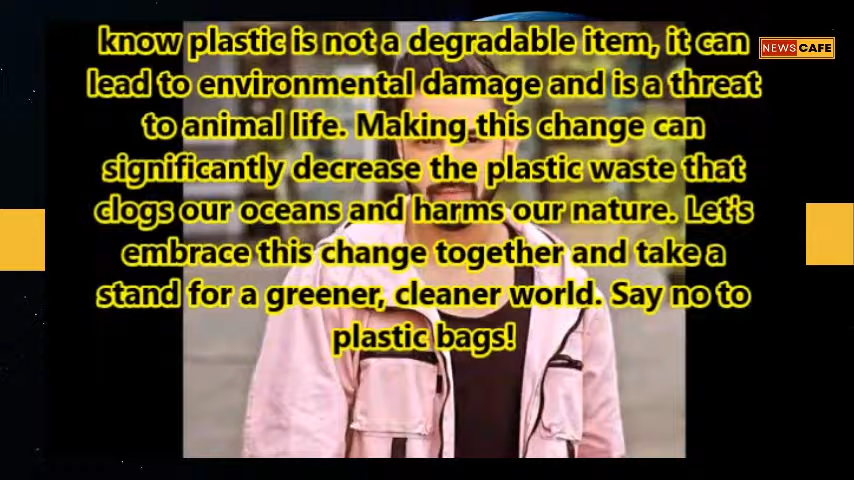 know plastic is not a degradable item, it can
lead to environmental damage and is a threat
to animal life. Making this change can
significantly decrease the plastic waste that
clogs our oceans and harms our nature. Let's
embrace this change together and take a
stand for a greener, cleaner world. Say no to
plastic bags!
NEWS CAFE